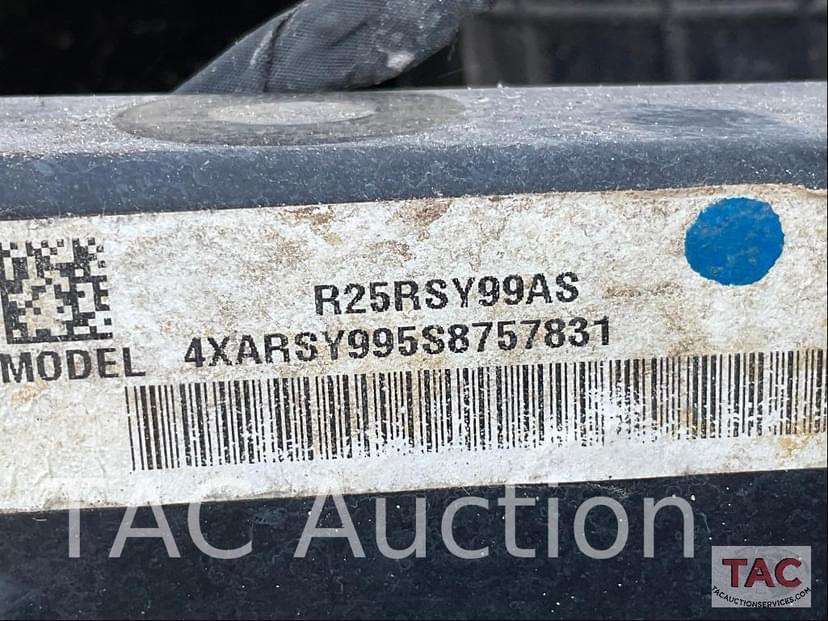 R25RSY99AS
MODEL 4XARSY995S8757831
TAC Auction
TAC
TACAUCTIONSERVICES.COM